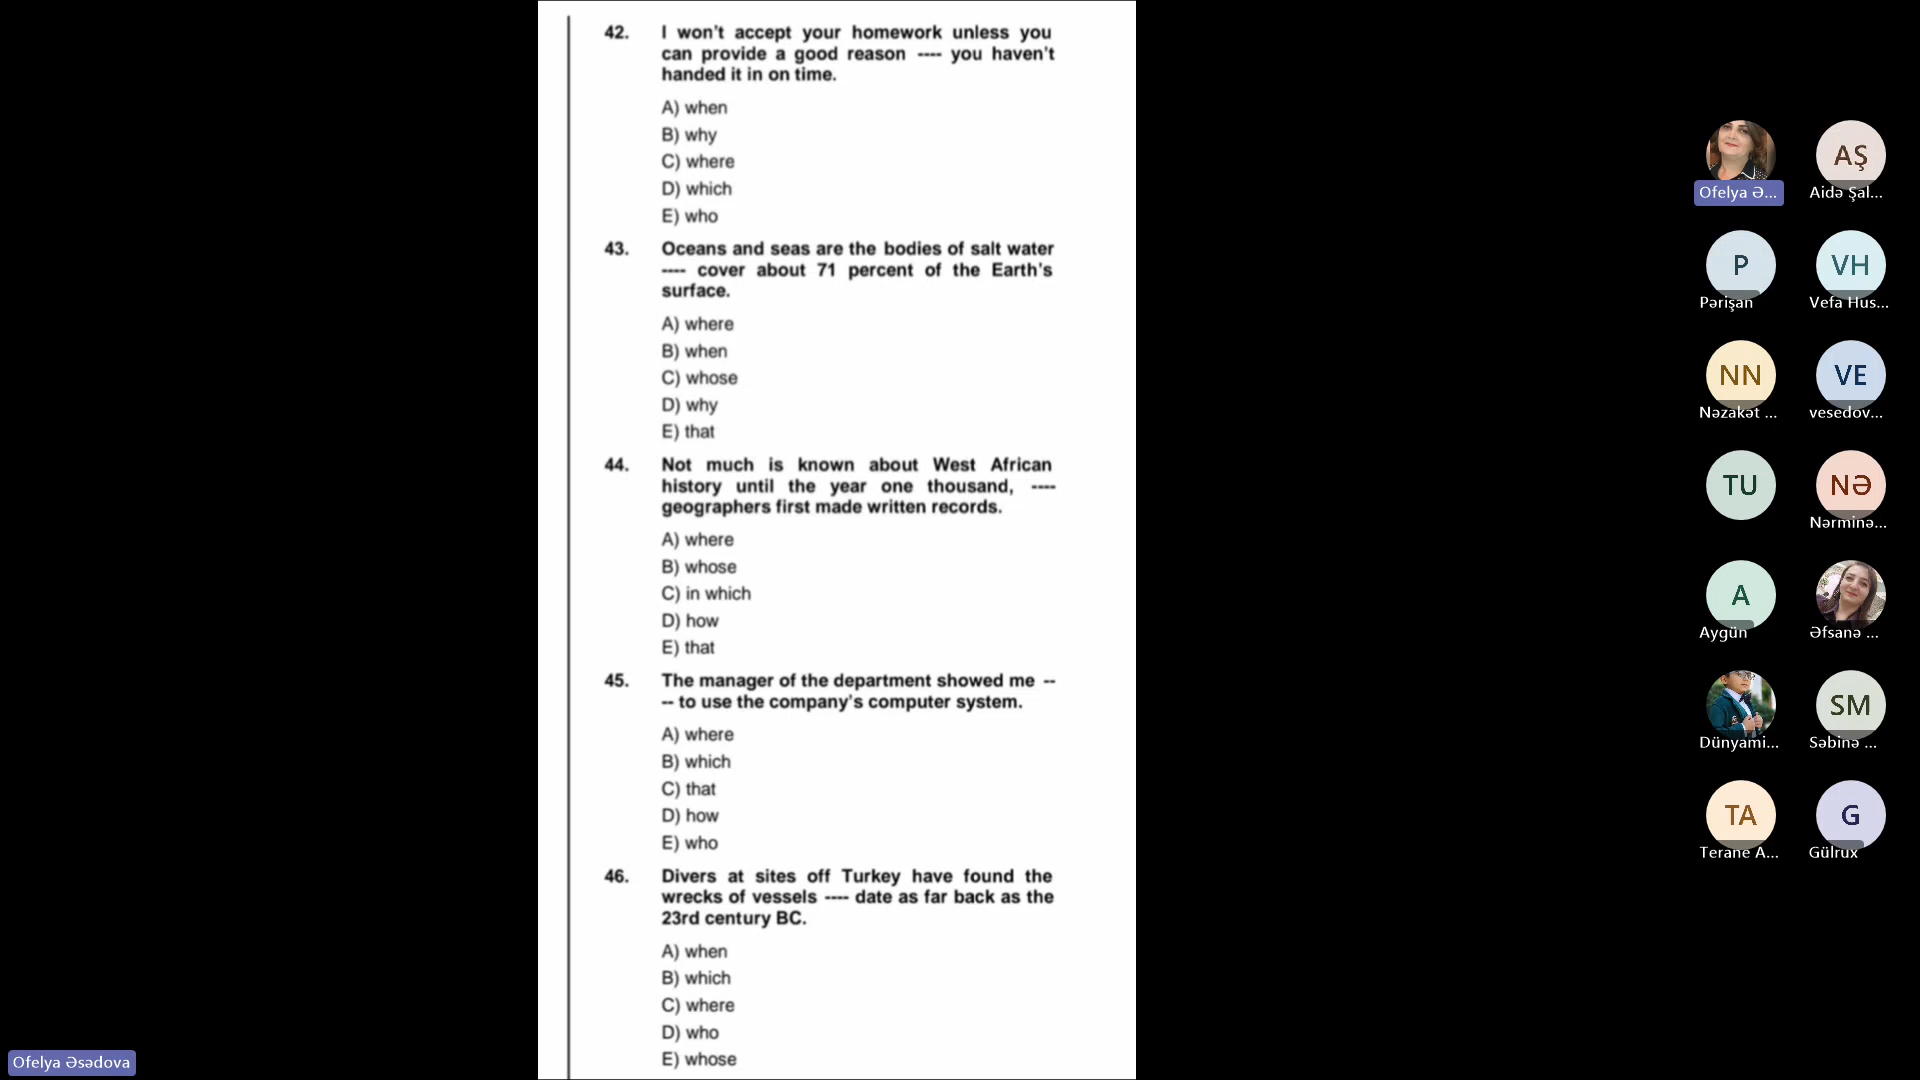 42. I won't accept your homework unless you
can provide a good reason ---- you haven't
handed it in on time.
A) when
B) why
C) where
D) which
E) who
43. Oceans and seas are the bodies of salt water
---- cover about 71 percent of the Earth's
surface.
A) where
B) when
C) whose
D) why
E) that
44. Not much is known about West African
history until the year one thousand, ----
geographers first made written records.
A) where
B) whose
C) in which
D) how
E) that
45. The manager of the department showed me --
-- to use the company's computer system.
A) where
B) which
C) that
D) how
E) who
46. Divers at sites off Turkey have found the
wrecks of vessels ---- date as far back as the
23rd century BC.
A) when
B) which
C) where
D) who
E) whose
Ofelya Ə...
AŞ
Aidə Şal...
P
Pərişan
VH
Vefa Hus...
NN
Nəzakət ...
VE
vesedov...
TU
NƏ
Nərminə...
A
Aygün
Əfsanə ...
Dünyami...
SM
Səbinə ...
TA
Terane A...
G
Gülrux
Ofelya Əsədova